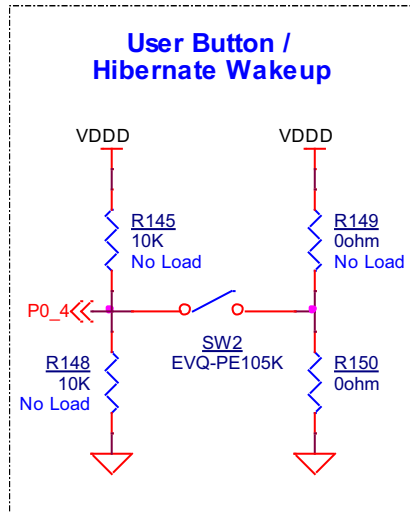 User Button /
Hibernate Wakeup
VDDD
VDDD
R145
10K
No Load
R149
0ohm
No Load
P0_4
SW2
EVQ-PE105K
R148
10K
No Load
R150
0ohm